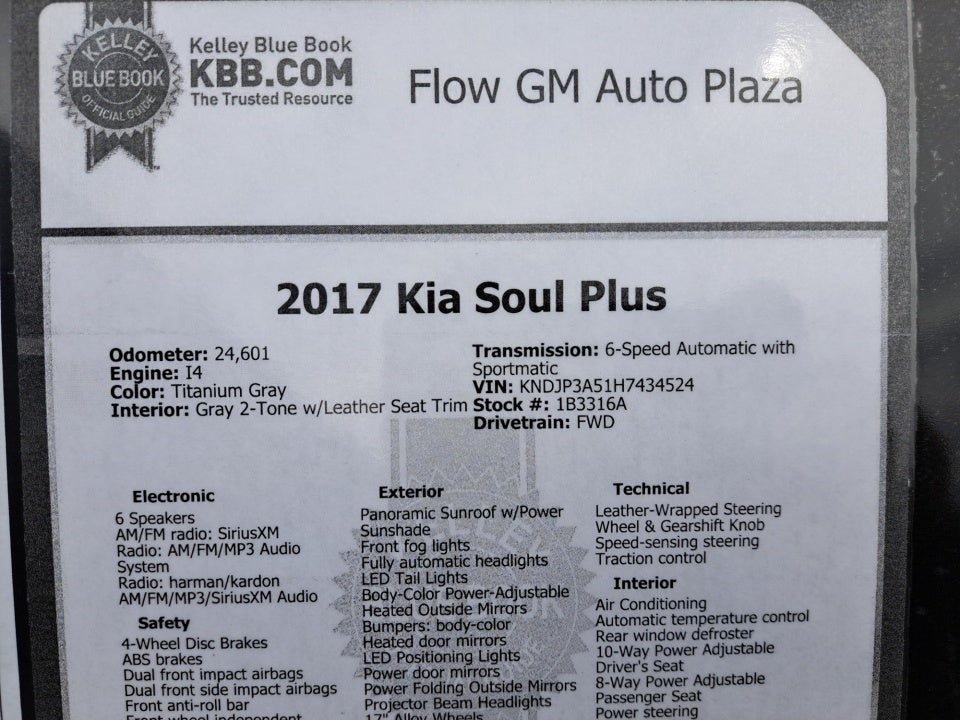 KELLEY
BLUE BOOK
OFFICIAL GUIDE
Kelley Blue Book
KBB.COM
The Trusted Resource
Flow GM Auto Plaza
2017 Kia Soul Plus
Odometer: 24,601
Engine: I4
Color: Titanium Gray
Interior: Gray 2-Tone w/Leather Seat Trim
Transmission: 6-Speed Automatic with
Sportmatic
VIN: KNDJP3A51H7434524
Stock #: 1B3316A
Drivetrain: FWD
Electronic
6 Speakers
AM/FM radio: SiriusXM
Radio: AM/FM/MP3 Audio
System
Radio: harman/kardon
AM/FM/MP3/SiriusXM Audio
Safety
4-Wheel Disc Brakes
ABS brakes
Dual front impact airbags
Dual front side impact airbags
Front anti-roll bar
Front wheel independent
Exterior
Panoramic Sunroof w/Power
Sunshade
Front fog lights
Fully automatic headlights
LED Tail Lights
Body-Color Power-Adjustable
Heated Outside Mirrors
Bumpers: body-color
Heated door mirrors
LED Positioning Lights
Power door mirrors
Power Folding Outside Mirrors
Projector Beam Headlights
17" Alloy Wheels
Technical
Leather-Wrapped Steering
Wheel & Gearshift Knob
Speed-sensing steering
Traction control
Interior
Air Conditioning
Automatic temperature control
Rear window defroster
10-Way Power Adjustable
Driver's Seat
8-Way Power Adjustable
Passenger Seat
Power steering